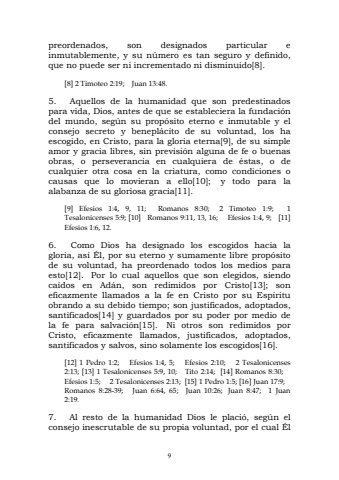 preordenados, son designados particular e
inmutablemente, y su número es tan seguro y definido,
que no puede ser ni incrementado ni disminuido[8].
[8] 2 Timoteo 2:19; Juan 13:48.
5. Aquellos de la humanidad que son predestinados
para vida, Dios, antes de que se estableciera la fundación
del mundo, según su propósito eterno e inmutable y el
consejo secreto y beneplácito de su voluntad, los ha
escogido, en Cristo, para la gloria eterna[9], de su simple
amor y gracia libres, sin previsión alguna de fe o buenas
obras, o perseverancia en cualquiera de éstas, o de
cualquier otra cosa en la criatura, como condiciones o
causas que lo movieran a ello[10]; y todo para la
alabanza de su gloriosa gracia[11].
[9] Efesios 1:4, 9, 11; Romanos 8:30; 2 Timoteo 1:9; 1
Tesalonicenses 5:9; [10] Romanos 9:11, 13, 16; Efesios 1:4, 9; [11]
Efesios 1:6, 12.
6. Como Dios ha designado los escogidos hacia la
gloria, así Él, por su eterno y sumamente libre propósito
de su voluntad, ha preordenado todos los medios para
esto[12]. Por lo cual aquellos que son elegidos, siendo
caídos en Adán, son redimidos por Cristo[13]; son
eficazmente llamados a la fe en Cristo por su Espíritu
obrando a su debido tiempo; son justificados, adoptados,
santificados[14] y guardados por su poder por medio de
la fe para salvación[15]. Ni otros son redimidos por
Cristo, eficazmente llamados, justificados, adoptados,
santificados y salvos, sino solamente los escogidos[16].
[12] 1 Pedro 1:2; Efesios 1:4, 5; Efesios 2:10; 2 Tesalonicenses
2:13; [13] 1 Tesalonicenses 5:9, 10; Tito 2:14; [14] Romanos 8:30;
Efesios 1:5; 2 Tesalonicenses 2:13; [15] 1 Pedro 1:5; [16] Juan 17:9;
Romanos 8:28-39; Juan 6:64, 65; Juan 10:26; Juan 8:47; 1 Juan
2:19.
7. Al resto de la humanidad Dios le plació, según el
consejo inescrutable de su propia voluntad, por el cual Él
9